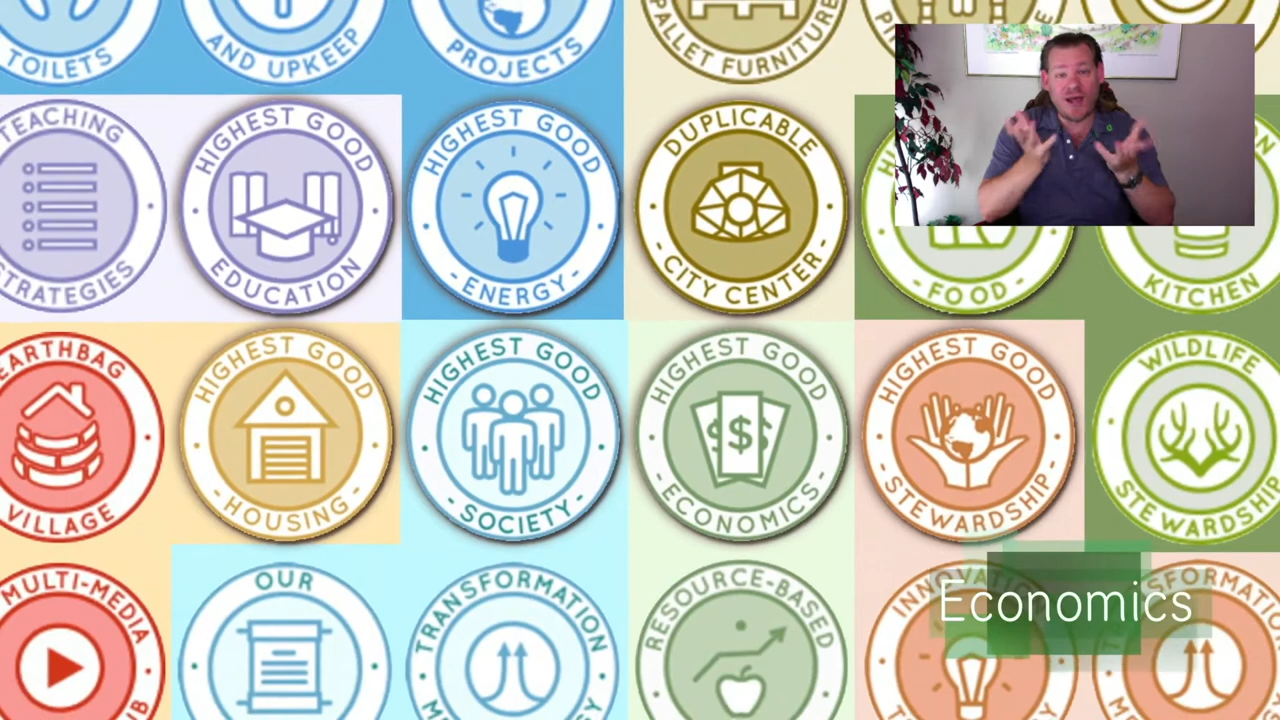 TOILETS
AND UPKEEP
PROJECTS
PALLET FURNITURE
TEACHING
STRATEGIES
HIGHEST GOOD
EDUCATION
HIGHEST GOOD
ENERGY
DUPLICABLE
CITY CENTER
FOOD
KITCHEN
EARTHBAG
VILLAGE
HIGHEST GOOD
HOUSING
HIGHEST GOOD
SOCIETY
HIGHEST GOOD
$ $ $
ECONOMICS
HIGHEST GOOD
STEWARDSHIP
WILDLIFE
STEWARDSHIP
MULTI-MEDIA
OUR
TRANSFORMATION
RESOURCE-BASED
Economics